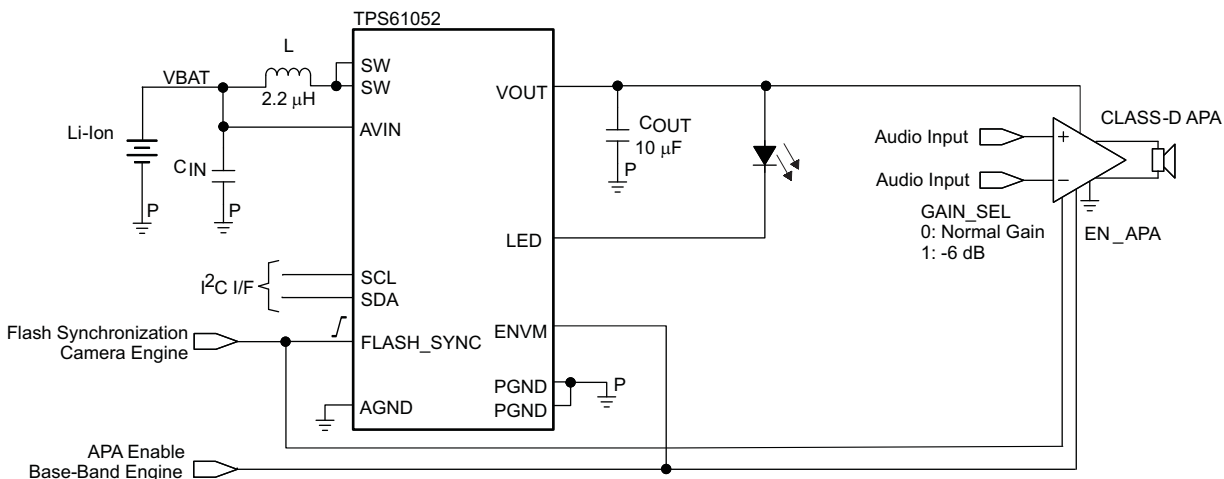 TPS61052
L
VBAT
2.2 μH
SW
SW
VOUT
AVIN
Li-Ion
CIN
P
P
COUT
10 μF
P
CLASS-D APA
Audio Input
+
Audio Input
−
GAIN_SEL
0: Normal Gain
1: -6 dB
EN_APA
LED
I2C I/F
SCL
SDA
Flash Synchronization
Camera Engine
FLASH_SYNC
ENVM
AGND
PGND
PGND
P
APA Enable
Base-Band Engine